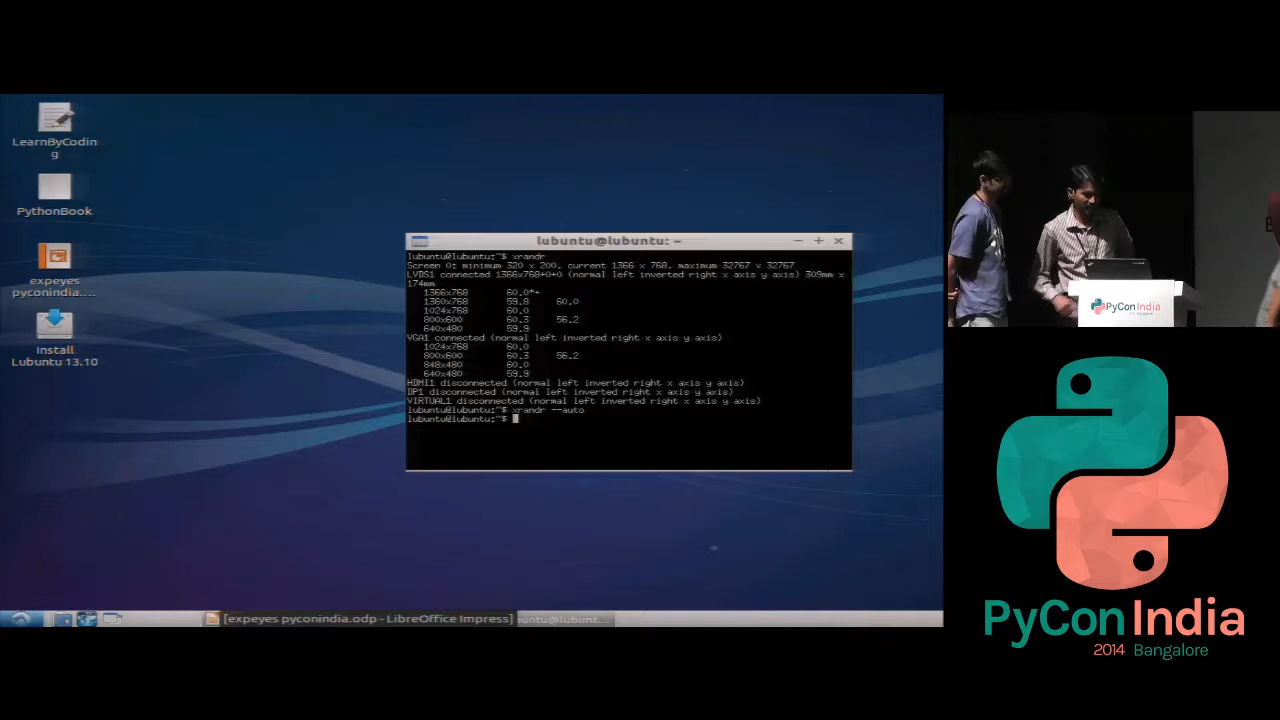 LearnByCodin
g
PythonBook
expeyes
pyconindia....
Install
Lubuntu 13.10
lubuntu@lubuntu: ~
lubuntu@lubuntu:~$ xrandr
Screen 0: minimum 320 x 200, current 1366 x 768, maximum 32767 x 32767
LVDS1 connected 1366x768+0+0 (normal left inverted right x axis y axis) 309mm x
174mm
1366x768 60.0*+
1360x768 59.8 60.0
1024x768 60.0
800x600 60.3 56.2
640x480 59.9
VGA1 connected (normal left inverted right x axis y axis)
1024x768 60.0
800x600 60.3 56.2
848x480 60.0
640x480 59.9
HDMI1 disconnected (normal left inverted right x axis y axis)
DP1 disconnected (normal left inverted right x axis y axis)
VIRTUAL1 disconnected (normal left inverted right x axis y axis)
lubuntu@lubuntu:~$ xrandr --auto
lubuntu@lubuntu:~$
[expeyes pyconindia.odp - LibreOffice Impress]
untu@lubunt...
PyConIndia
PyCon India
2014 Bangalore